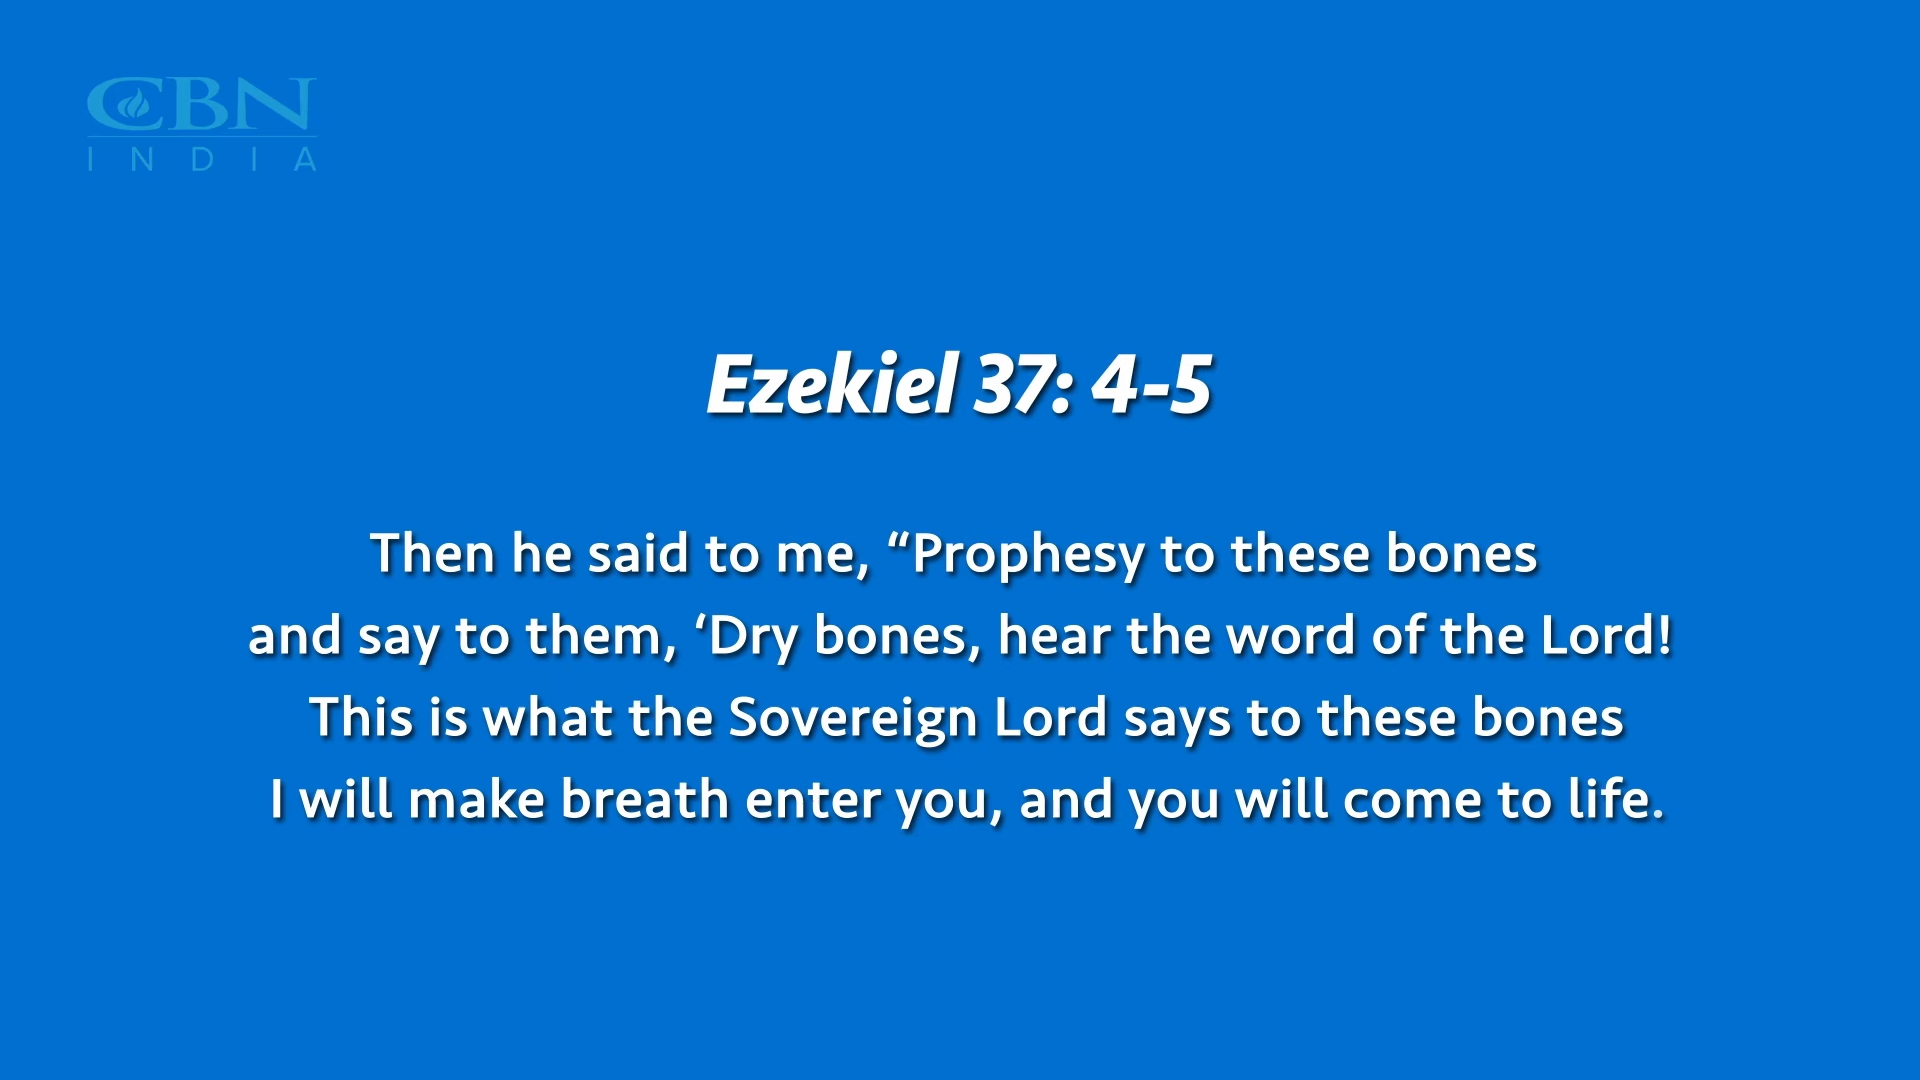 CBN
INDIA
Ezekiel 37: 4-5
Then he said to me, “Prophesy to these bones
and say to them, ‘Dry bones, hear the word of the Lord!
This is what the Sovereign Lord says to these bones
I will make breath enter you, and you will come to life.